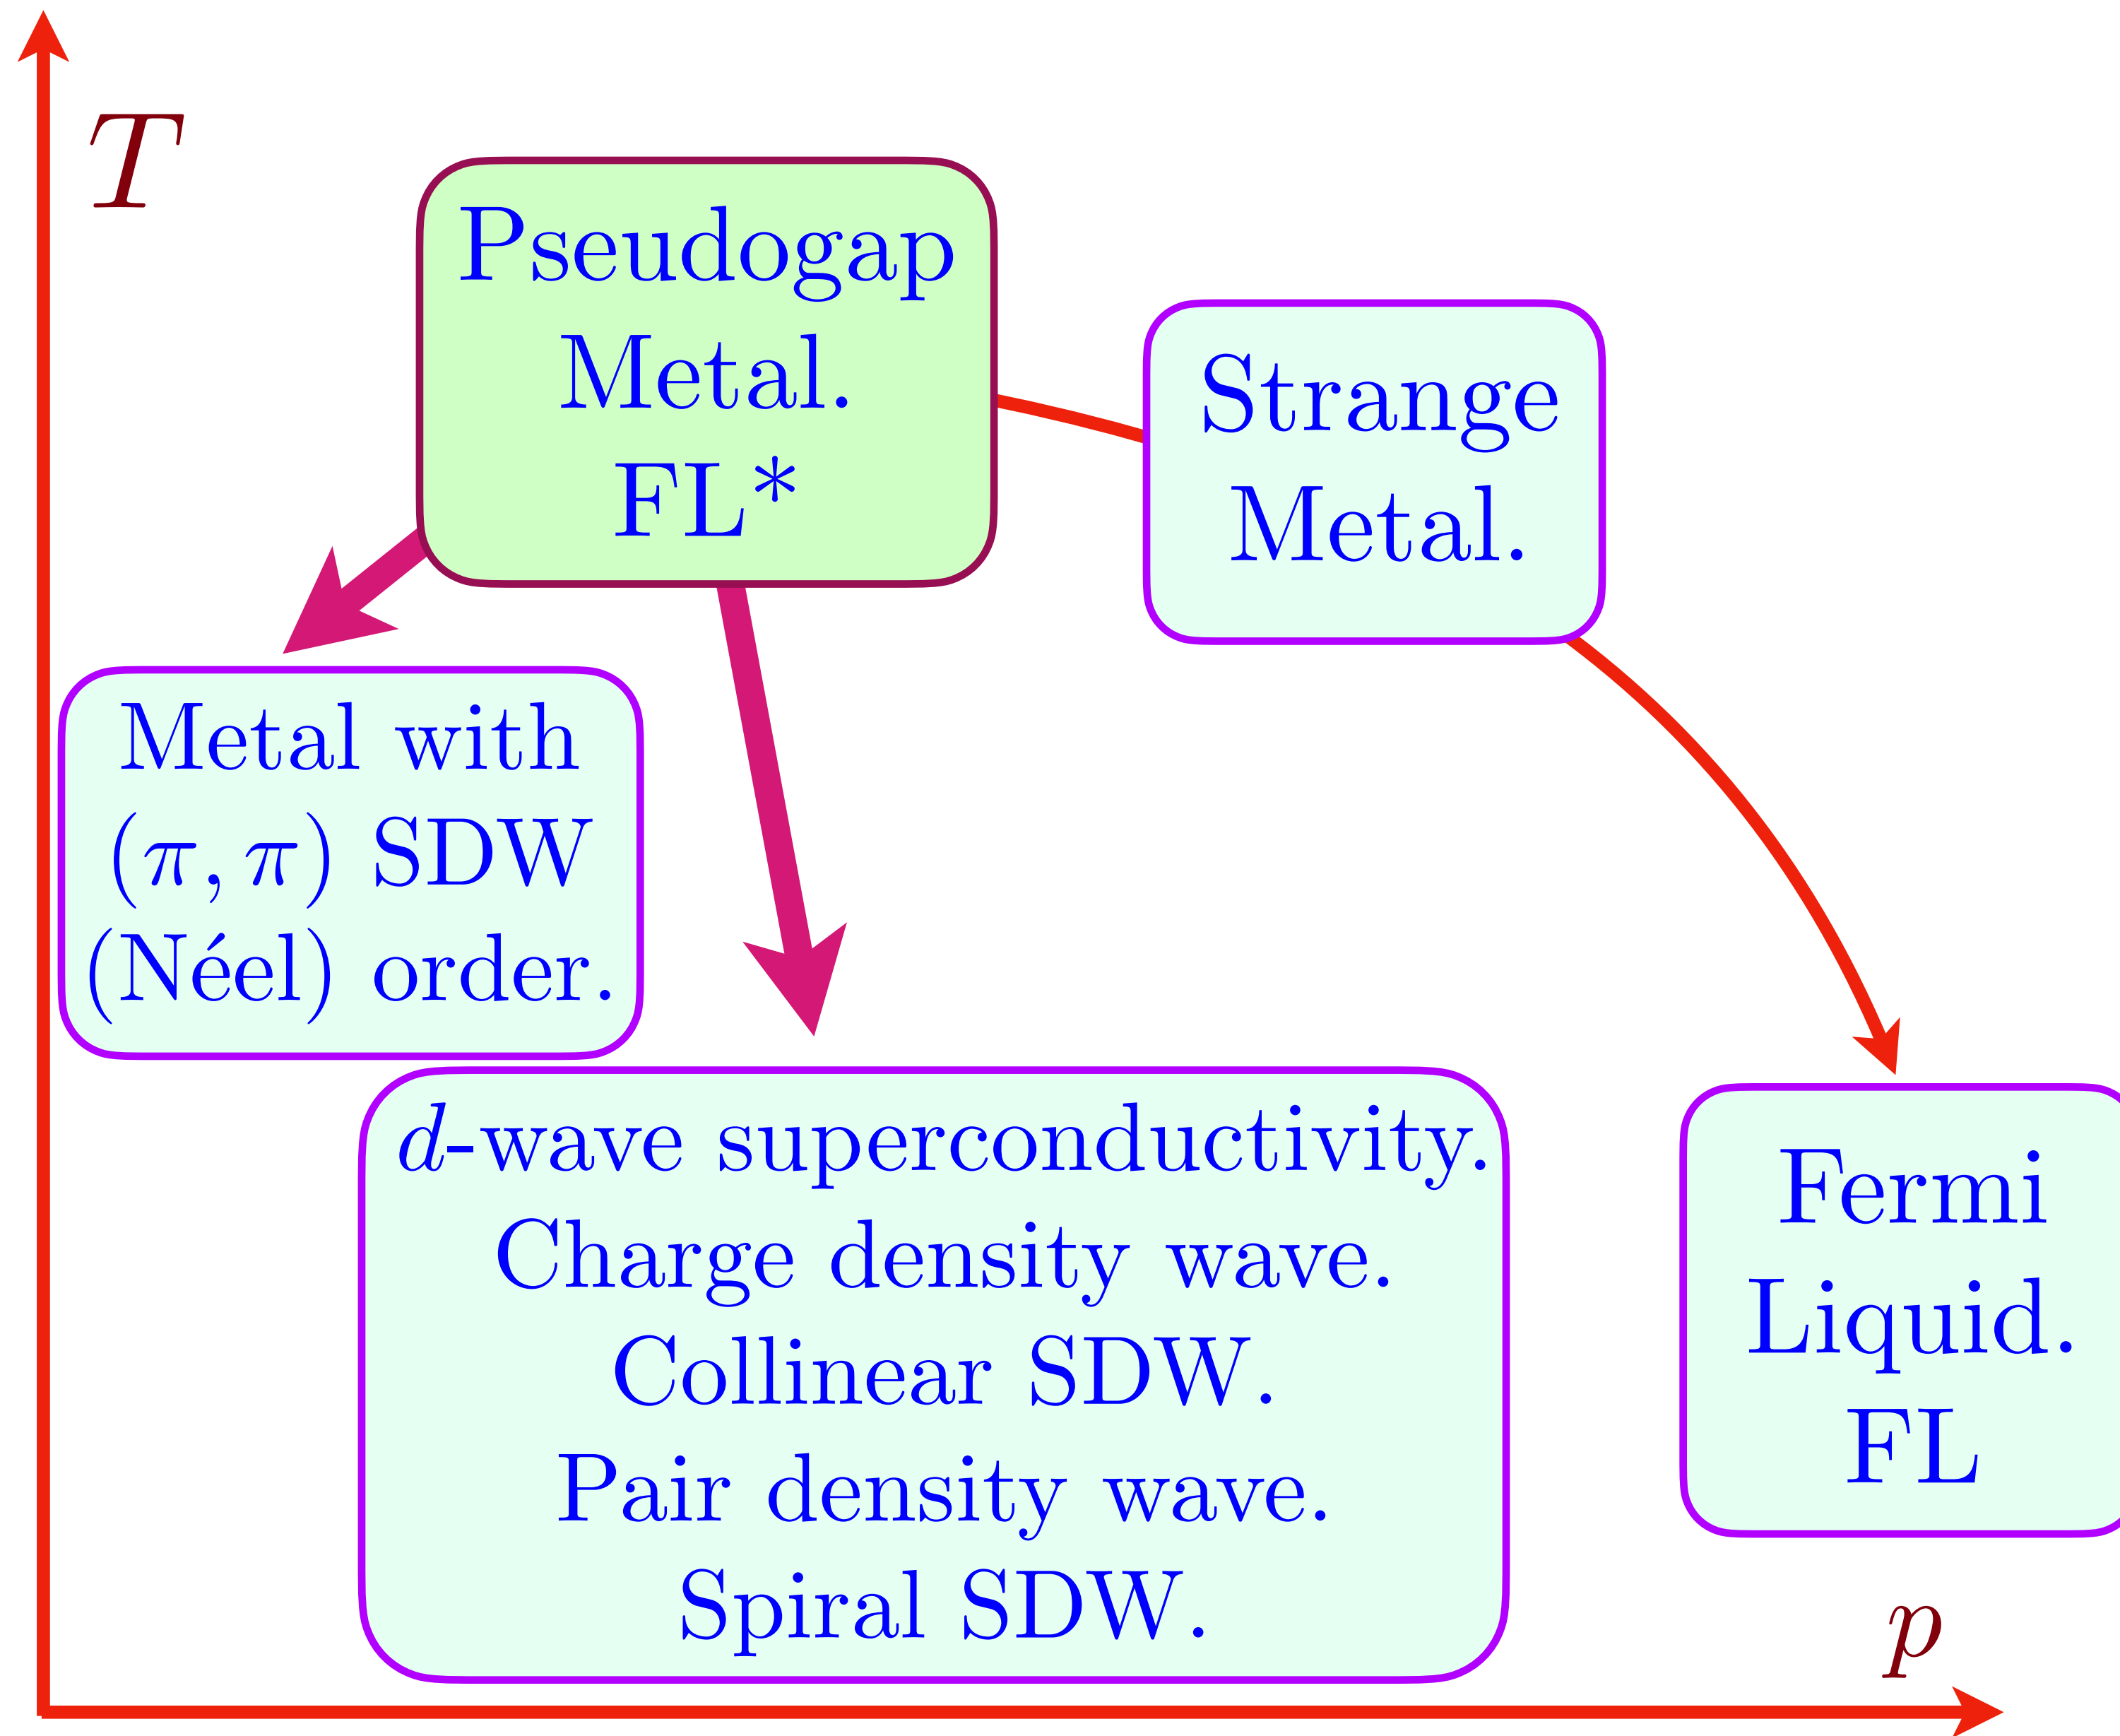 T
Pseudogap
Metal.
FL*
Strange
Metal.
Metal with
(π, π) SDW
(Néel) order.
d-wave superconductivity.
Charge density wave.
Collinear SDW.
Pair density wave.
Spiral SDW.
Fermi
Liquid.
FL
p